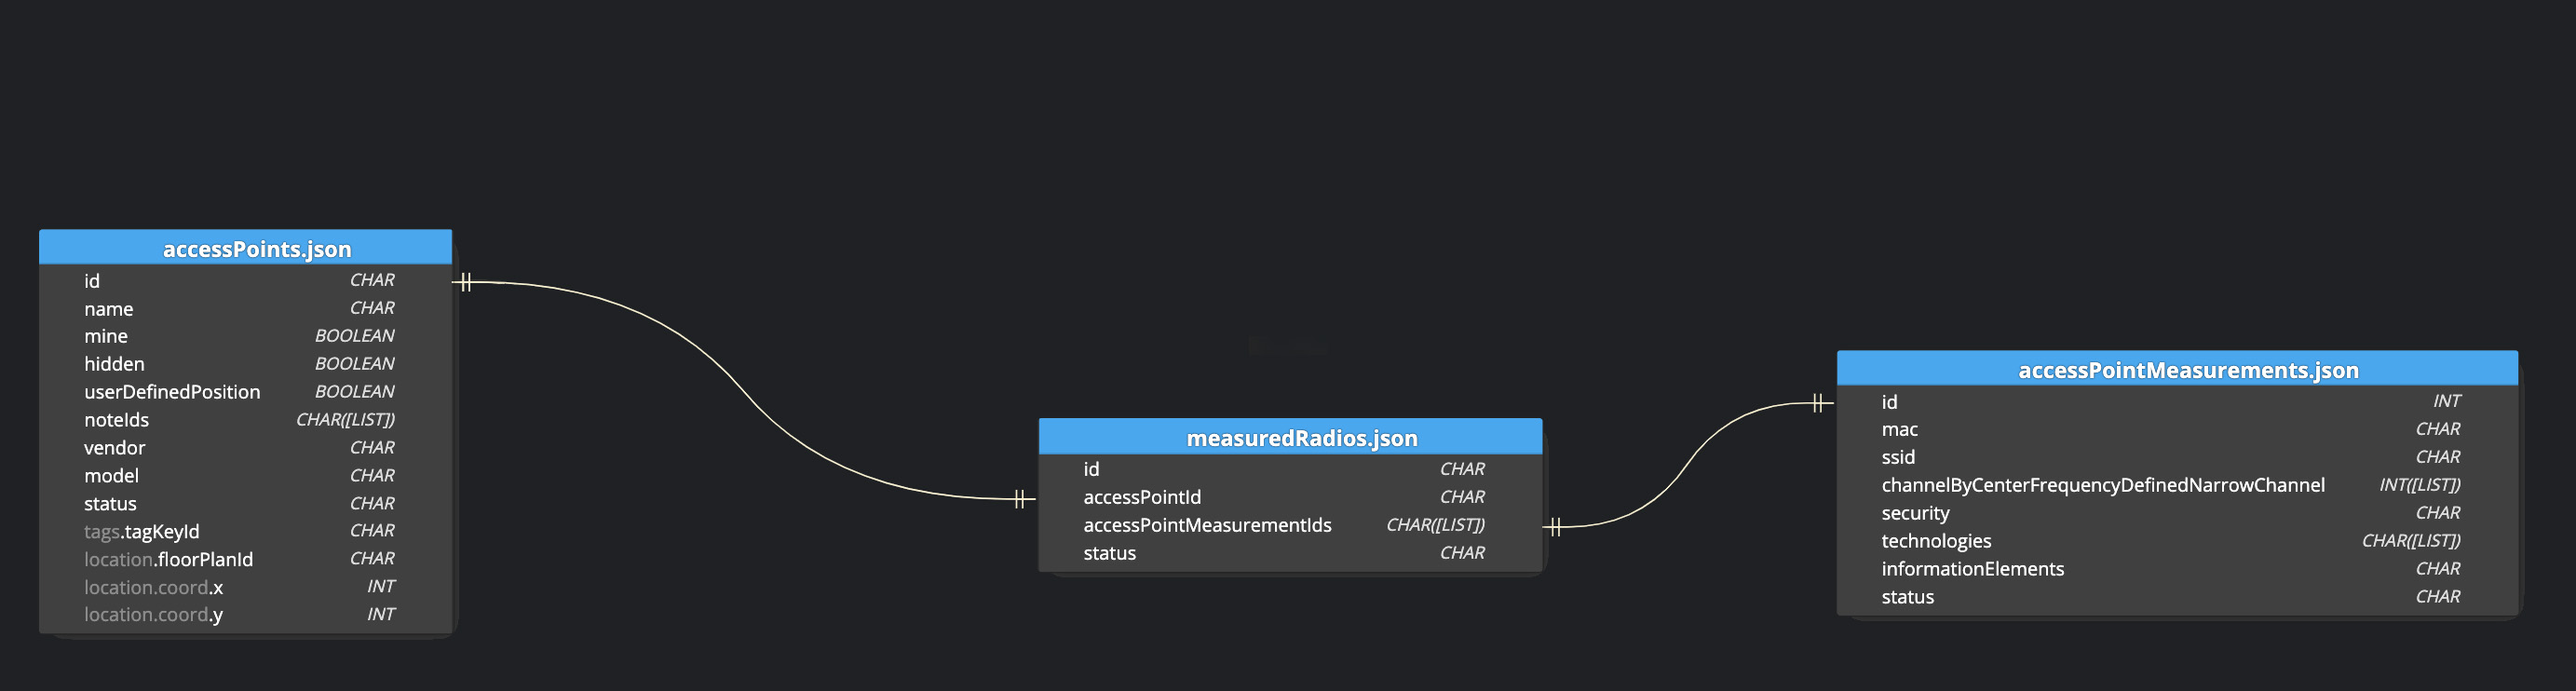 accessPoints.json
id CHAR
name CHAR
mine BOOLEAN
hidden BOOLEAN
userDefinedPosition BOOLEAN
noteIds CHAR([LIST])
vendor CHAR
model CHAR
status CHAR
tags.tagKeyId CHAR
location.floorPlanId CHAR
location.coord.x INT
location.coord.y INT
measuredRadios.json
id CHAR
accessPointId CHAR
accessPointMeasurementIds CHAR([LIST])
status CHAR
accessPointMeasurements.json
id INT
mac CHAR
ssid CHAR
channelByCenterFrequencyDefinedNarrowChannel INT([LIST])
security CHAR
technologies CHAR([LIST])
informationElements CHAR
status CHAR